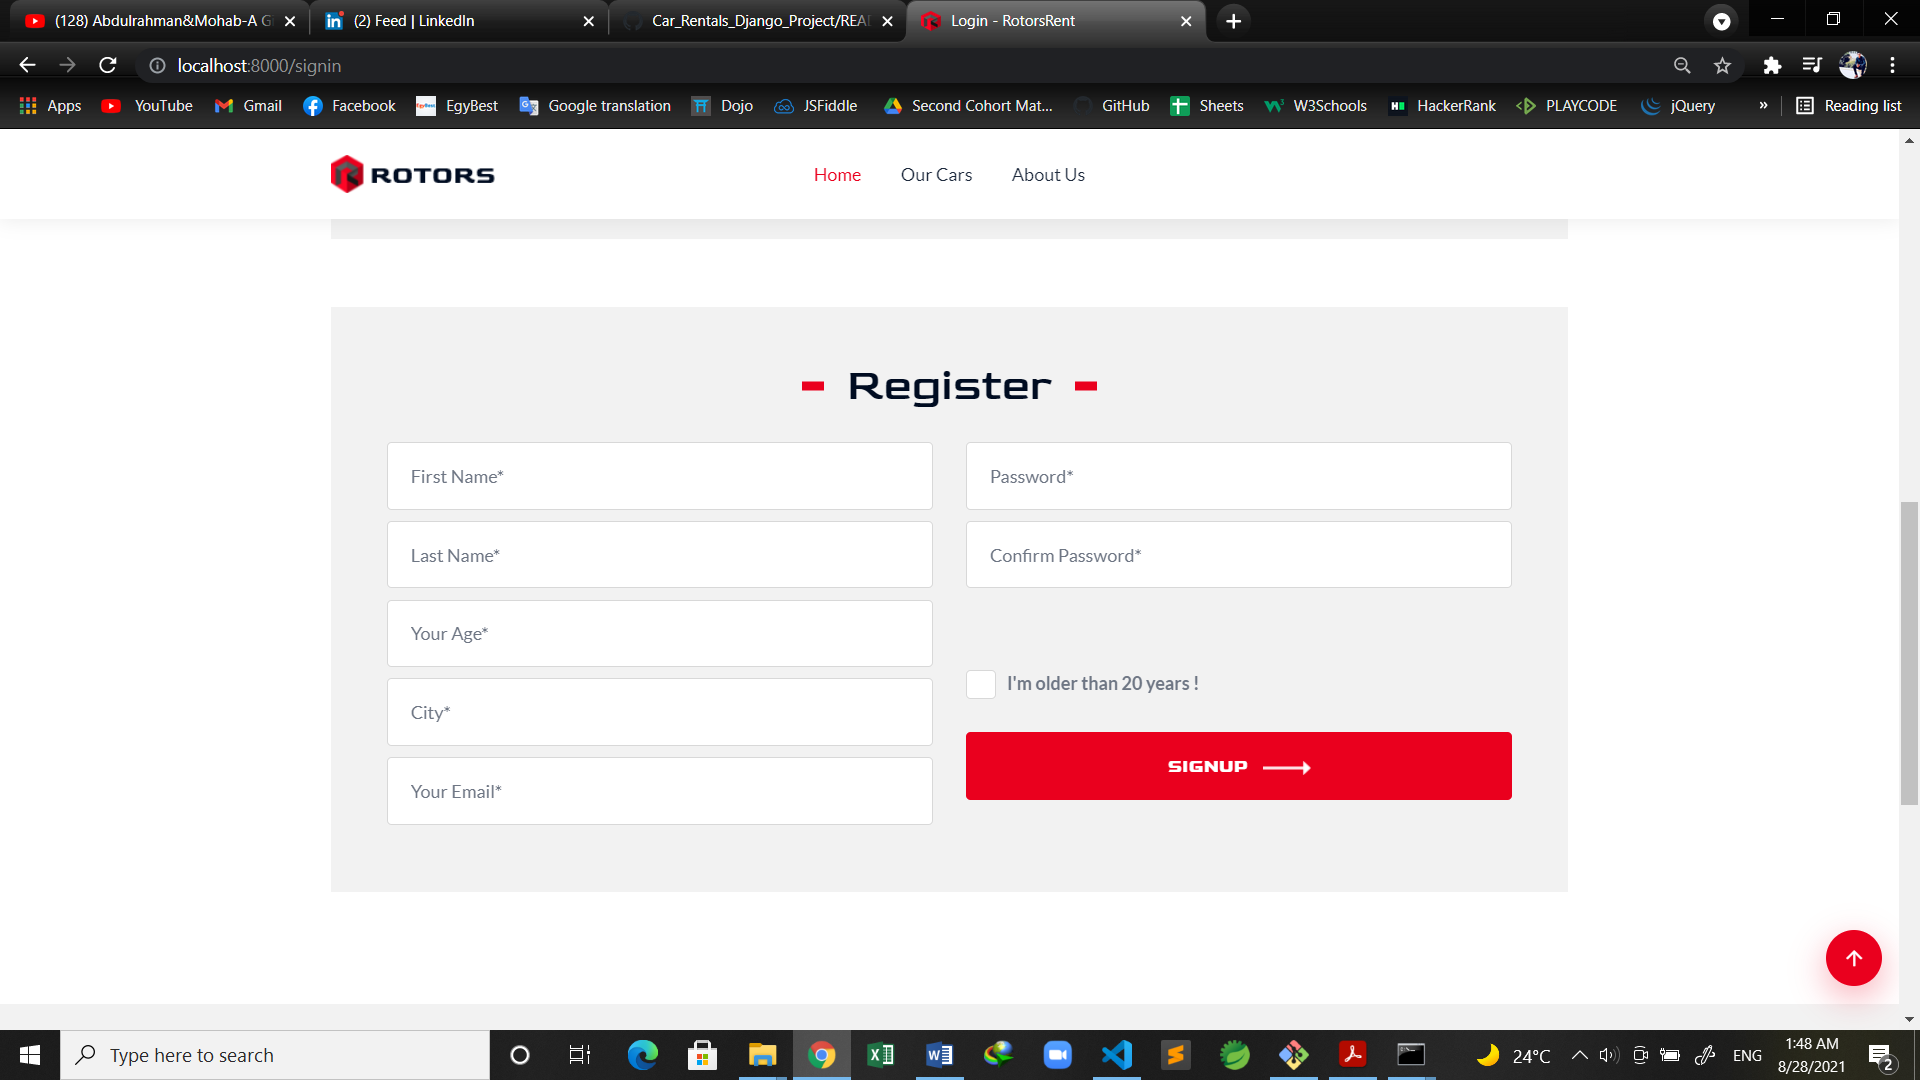 (128) Abdulrahman&Mohab-A G
(2) Feed | LinkedIn
Car_Rentals_Django_Project/REA
Login - RotorsRent
localhost:8000/signin
Apps
YouTube
Gmail
Facebook
EgyBest
Google translation
Dojo
JSFiddle
Second Cohort Mat...
GitHub
Sheets
W3Schools
HackerRank
PLAYCODE
jQuery
»
Reading list
ROTORS
Home
Our Cars
About Us
Register
First Name*
Password*
Last Name*
Confirm Password*
Your Age*
I'm older than 20 years !
City*
SIGNUP
Your Email*
Type here to search
24°C
ENG
1:48 AM
8/28/2021
2